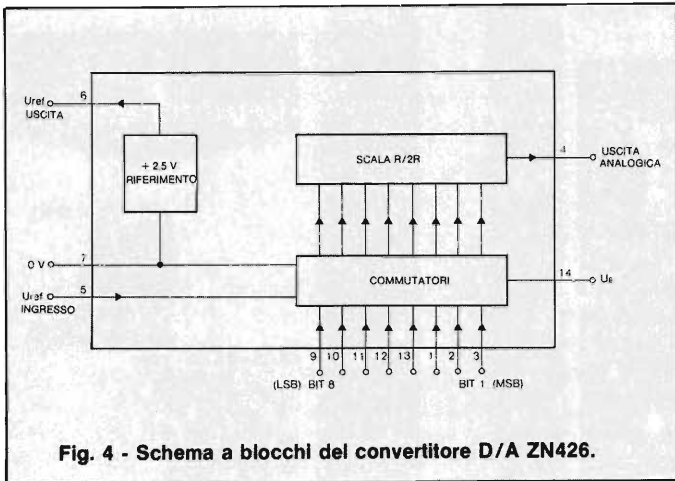 6
Uref
USCITA
+ 2,5 V
RIFERIMENTO
SCALA R/2R
4
USCITA
ANALOGICA
0 V
7
COMMUTATORI
14
UB
Uref
5
INGRESSO
9 10 11 12 13 1 2 3
(LSB) BIT 8
BIT 1 (MSB)
Fig. 4 - Schema a blocchi del convertitore D/A ZN426.